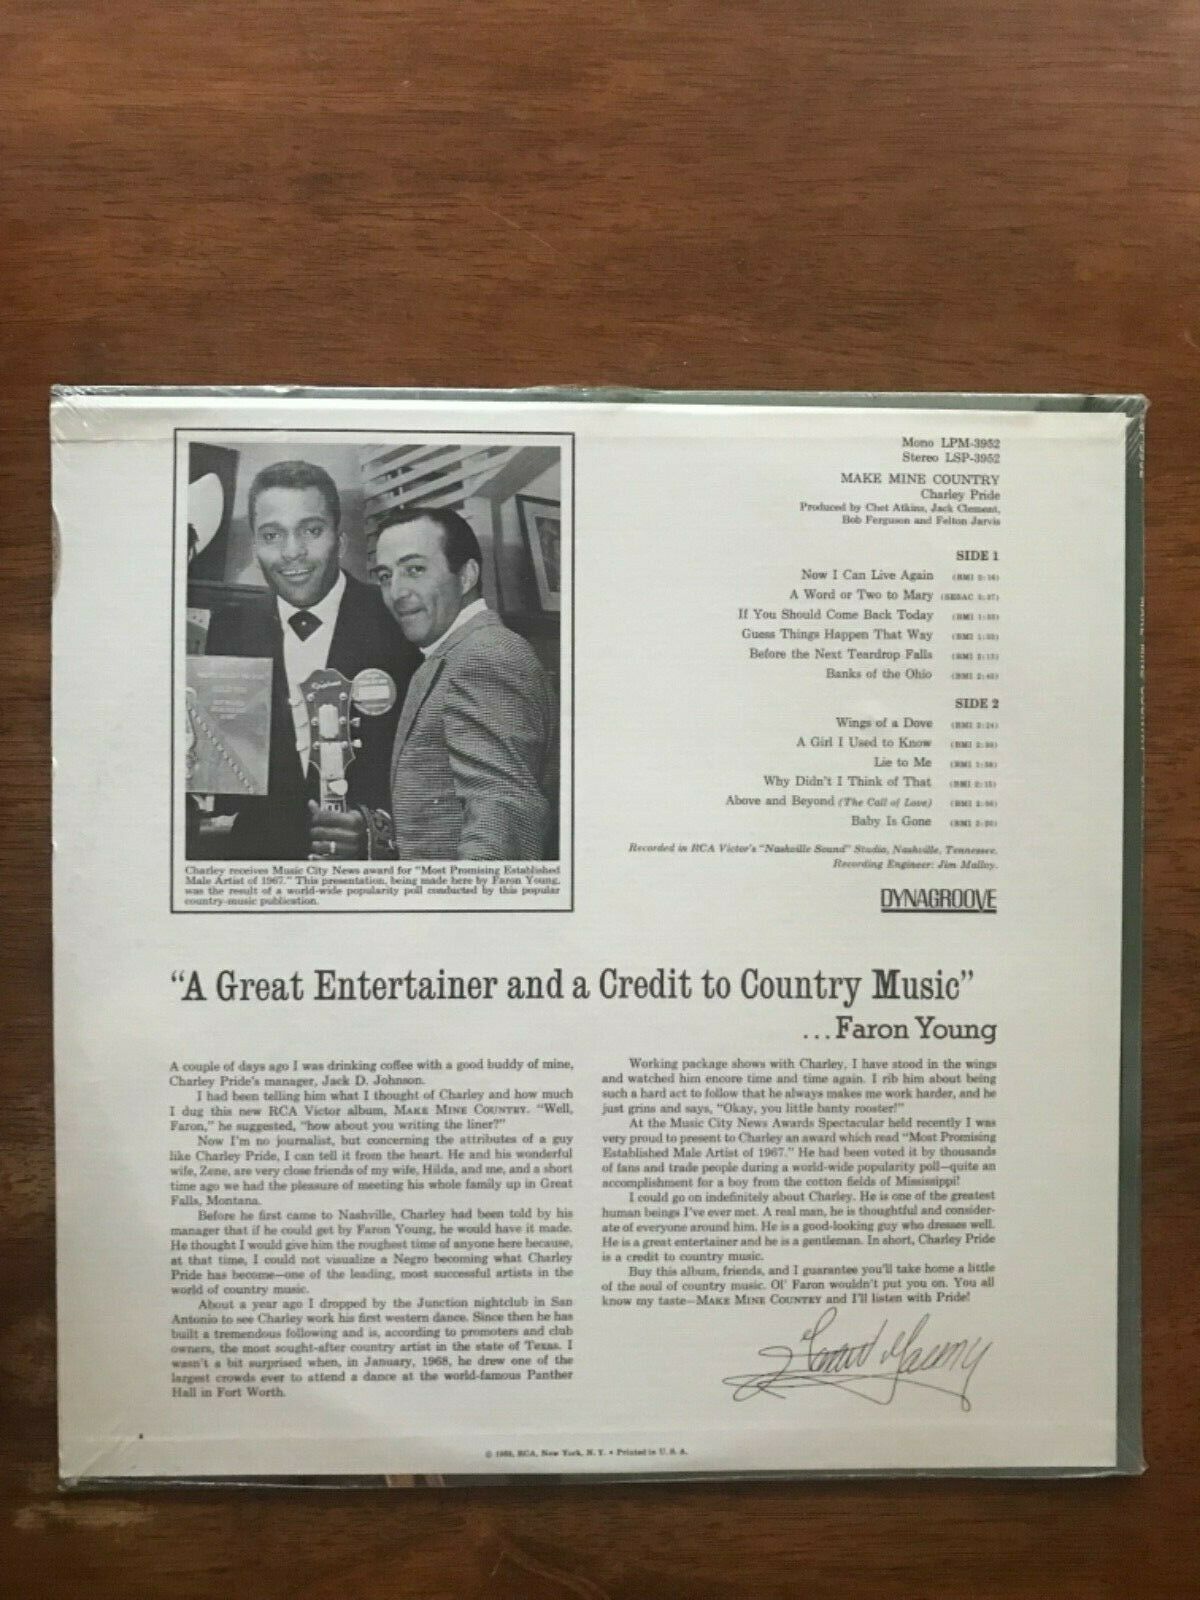 Mono LPM-3952
Stereo LSP-3952
MAKE MINE COUNTRY
Charley Pride
Produced by Chet Atkins, Jack Clement,
Bob Ferguson and Felton Jarvis
SIDE 1
Now I Can Live Again
A Word or Two to Mary
If You Should Come Back Today
Guess Things Happen That Way
Before the Next Teardrop Falls
Banks of the Ohio
SIDE 2
Wings of a Dove
A Girl I Used to Know
Lie to Me
Why Didn't I Think of That
Above and Beyond (The Call of Love)
Baby Is Gone
Recorded in RCA Victor's "Nashville Sound" Studio, Nashville, Tennessee.
Recording Engineer: Jim Malloy.
DYNAGROOVE
Charley receives Music City News award for "Most Promising Established
Male Artist of 1967." This presentation, being made here by Faron Young,
was the result of a world-wide popularity poll conducted by this popular
country-music publication.
"A Great Entertainer and a Credit to Country Music"
...Faron Young
A couple of days ago I was drinking coffee with a good buddy of mine,
Charley Pride's manager, Jack D. Johnson.
I had been telling him what I thought of Charley and how much
I dug this new RCA Victor album, MAKE MINE COUNTRY. "Well,
Faron," he suggested, "how about you writing the liner?"
Now I'm no journalist, but concerning the attributes of a guy
like Charley Pride, I can tell it from the heart. He and his wonderful
wife, Zene, are very close friends of my wife, Hilda, and me, and a short
time ago we had the pleasure of meeting his whole family up in Great
Falls, Montana.
Before he first came to Nashville, Charley had been told by his
manager that if he could get by Faron Young, he would have it made.
He thought I would give him the roughest time of anyone here because,
at that time, I could not visualize a Negro becoming what Charley
Pride has become—one of the leading, most successful artists in the
world of country music.
About a year ago I dropped by the Junction nightclub in San
Antonio to see Charley work his first western dance. Since then he has
built a tremendous following and is, according to promoters and club
owners, the most sought-after country artist in the state of Texas. I
wasn't a bit surprised when, in January, 1968, he drew one of the
largest crowds ever to attend a dance at the world-famous Panther
Hall in Fort Worth.
Working package shows with Charley, I have stood in the wings
and watched him encore time and time again. I rib him about being
such a hard act to follow that he always makes me work harder, and he
just grins and says, "Okay, you little banty rooster!"
At the Music City News Awards Spectacular held recently I was
very proud to present to Charley an award which read "Most Promising
Established Male Artist of 1967." He had been voted it by thousands
of fans and trade people during a world-wide popularity poll—quite an
accomplishment for a boy from the cotton fields of Mississippi!
I could go on indefinitely about Charley. He is one of the greatest
human beings I've ever met. A real man, he is thoughtful and consider-
ate of everyone around him. He is a good-looking guy who dresses well.
He is a great entertainer and he is a gentleman. In short, Charley Pride
is a credit to country music.
Buy this album, friends, and I guarantee you'll take home a little
of the soul of country music. Ol' Faron wouldn't put you on. You all
know my taste—MAKE MINE COUNTRY and I'll listen with Pride!
Faron Young
© 1968, RCA, New York, N. Y. • Printed in U. S. A.